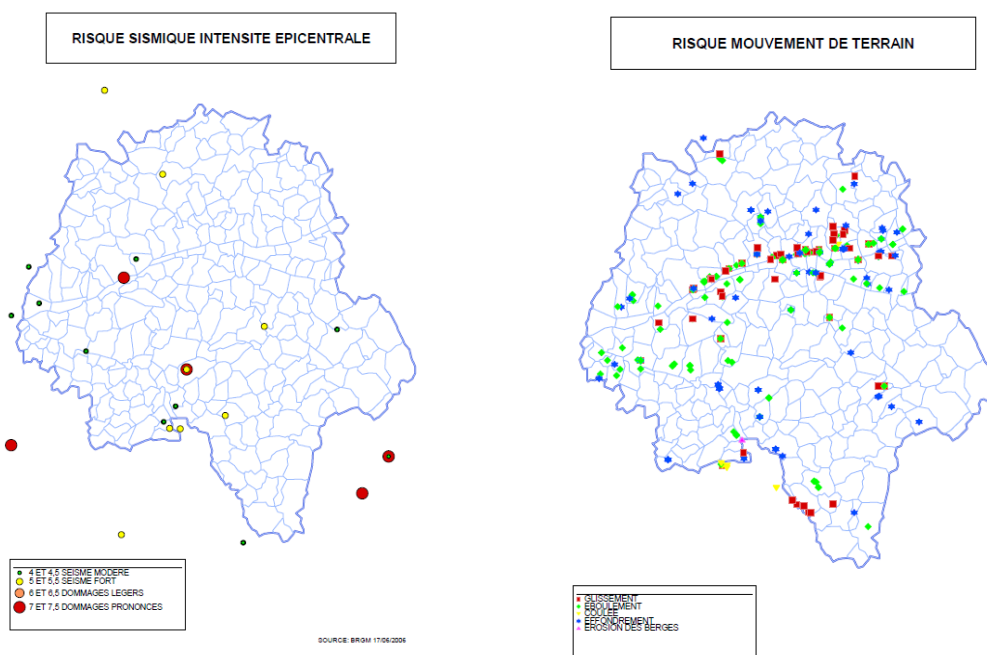 RISQUE SISMIQUE INTENSITE EPICENTRALE
4 ET 4,5 SEISME MODERE
5 ET 5,5 SEISME FORT
6 ET 6,5 DOMMAGES LEGERS
7 ET 7,5 DOMMAGES PRONONCES
SOURCE: BRGM 17/06/2006
RISQUE MOUVEMENT DE TERRAIN
GLISSEMENT
EBOULEMENT
COULEE
EFFONDREMENT
EROSION DES BERGES